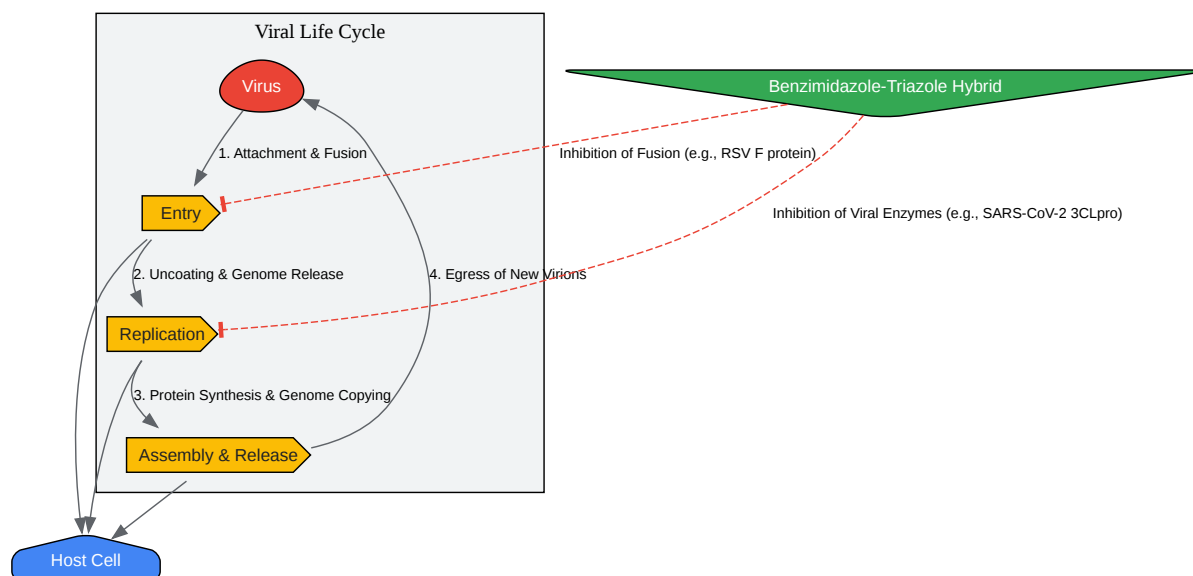 Viral Life Cycle
Virus
Benzimidazole-Triazole Hybrid
1. Attachment & Fusion
Inhibition of Fusion (e.g., RSV F protein)
Entry
Inhibition of Viral Enzymes (e.g., SARS-CoV-2 3CLpro)
2. Uncoating & Genome Release
4. Egress of New Virions
Replication
3. Protein Synthesis & Genome Copying
Assembly & Release
Host Cell